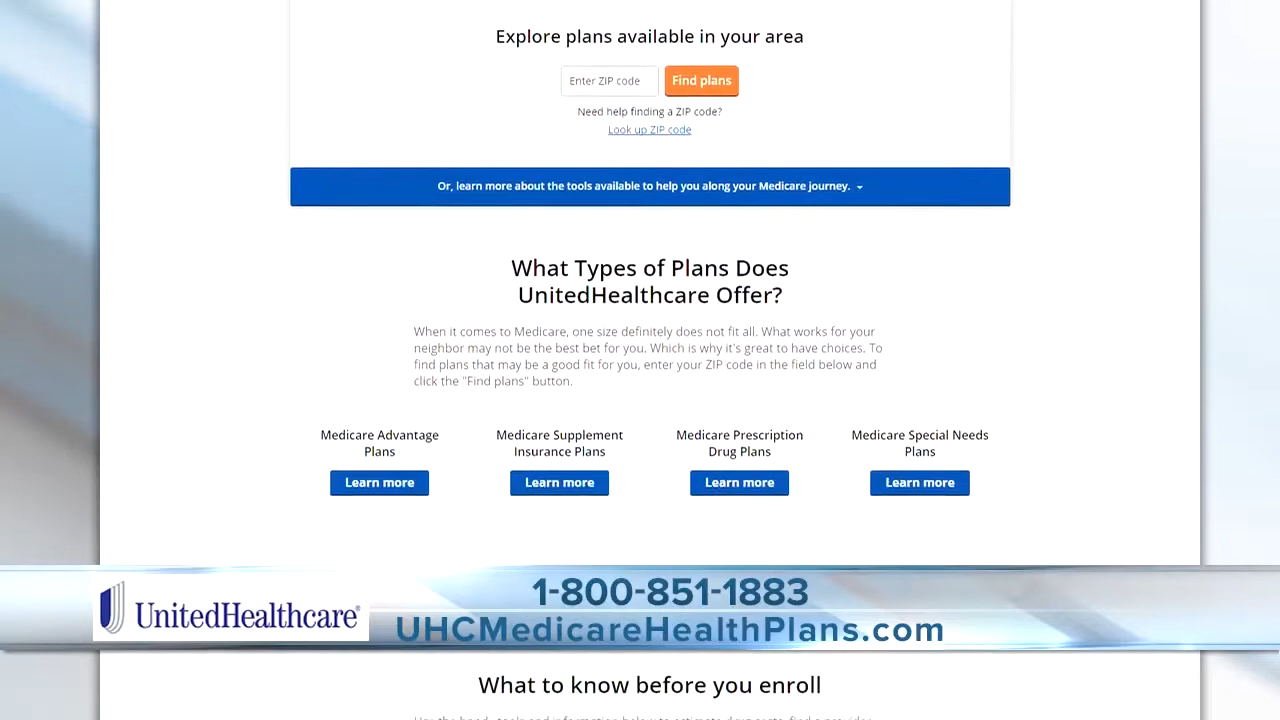 Explore plans available in your area
Enter ZIP code
Find plans
Need help finding a ZIP code?
Look up ZIP code
Or, learn more about the tools available to help you along your Medicare journey.
What Types of Plans Does
UnitedHealthcare Offer?
When it comes to Medicare, one size definitely does not fit all. What works for your
neighbor may not be the best bet for you. Which is why it's great to have choices. To
find plans that may be a good fit for you, enter your ZIP code in the field below and
click the "Find plans" button.
Medicare Advantage
Plans
Learn more
Medicare Supplement
Insurance Plans
Learn more
Medicare Prescription
Drug Plans
Learn more
Medicare Special Needs
Plans
Learn more
UnitedHealthcare®
1-800-851-1883
UHCMedicareHealthPlans.com
What to know before you enroll